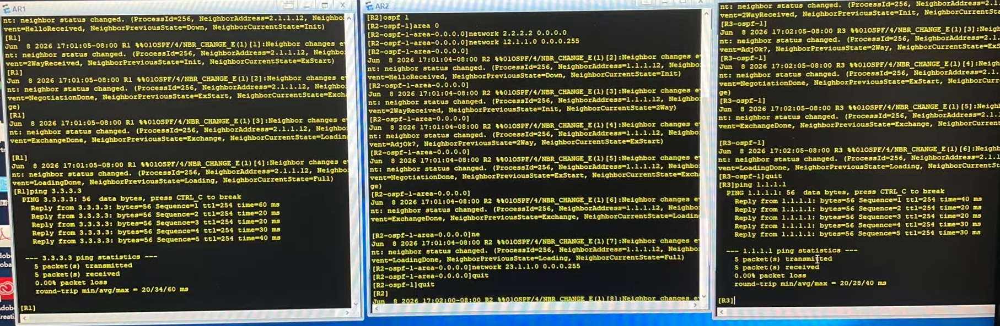 AR1
nt: neighbor status changed. (ProcessId=256, NeighborAddress=2.1.1.12, Neighbo
vent=HelloReceived, NeighborPreviousState=Down, NeighborCurrentState=Init)
[R1]
Jun  8 2026 17:01:05-08:00 R1 %%01OSPF/4/NBR_CHANGE_E(l)[1]:Neighbor changes e
nt: neighbor status changed. (ProcessId=256, NeighborAddress=2.1.1.12, Neighbo
vent=2WayReceived, NeighborPreviousState=Init, NeighborCurrentState=ExStart)
[R1]
Jun  8 2026 17:01:05-08:00 R1 %%01OSPF/4/NBR_CHANGE_E(l)[2]:Neighbor changes e
nt: neighbor status changed. (ProcessId=256, NeighborAddress=2.1.1.12, Neighbo
vent=NegotiationDone, NeighborPreviousState=ExStart, NeighborCurrentState=Exch
ge)
[R1]
Jun  8 2026 17:01:05-08:00 R1 %%01OSPF/4/NBR_CHANGE_E(l)[3]:Neighbor changes e
nt: neighbor status changed. (ProcessId=256, NeighborAddress=2.1.1.12, Neighbo
vent=ExchangeDone, NeighborPreviousState=Exchange, NeighborCurrentState=Loadin
[R1]
Jun  8 2026 17:01:05-08:00 R1 %%01OSPF/4/NBR_CHANGE_E(l)[4]:Neighbor changes e
nt: neighbor status changed. (ProcessId=256, NeighborAddress=2.1.1.12, Neighbo
vent=LoadingDone, NeighborPreviousState=Loading, NeighborCurrentState=Full)
[R1]ping 3.3.3.3
PING 3.3.3.3: 56  data bytes, press CTRL_C to break
Reply from 3.3.3.3: bytes=56 Sequence=1 ttl=254 time=60 ms
Reply from 3.3.3.3: bytes=56 Sequence=2 ttl=254 time=20 ms
Reply from 3.3.3.3: bytes=56 Sequence=3 ttl=254 time=20 ms
Reply from 3.3.3.3: bytes=56 Sequence=4 ttl=254 time=30 ms
Reply from 3.3.3.3: bytes=56 Sequence=5 ttl=254 time=40 ms
--- 3.3.3.3 ping statistics ---
5 packet(s) transmitted
5 packet(s) received
0.00% packet loss
round-trip min/avg/max = 20/34/60 ms
[R1]
AR2
[R2]ospf 1
[R2-ospf-1]area 0
[R2-ospf-1-area-0.0.0.0]network 2.2.2.2 0.0.0.0
[R2-ospf-1-area-0.0.0.0]network 12.1.1.0 0.0.0.255
[R2-ospf-1-area-0.0.0.0]
Jun  8 2026 17:01:04-08:00 R2 %%01OSPF/4/NBR_CHANGE_E(l)[2]:Neighbor changes e
nt: neighbor status changed. (ProcessId=256, NeighborAddress=1.1.1.12, Neighbo
vent=HelloReceived, NeighborPreviousState=Down, NeighborCurrentState=Init)
[R2-ospf-1-area-0.0.0.0]
Jun  8 2026 17:01:04-08:00 R2 %%01OSPF/4/NBR_CHANGE_E(l)[3]:Neighbor changes e
nt: neighbor status changed. (ProcessId=256, NeighborAddress=1.1.1.12, Neighbo
vent=2WayReceived, NeighborPreviousState=Init, NeighborCurrentState=2Way)
[R2-ospf-1-area-0.0.0.0]
Jun  8 2026 17:01:04-08:00 R2 %%01OSPF/4/NBR_CHANGE_E(l)[4]:Neighbor changes e
nt: neighbor status changed. (ProcessId=256, NeighborAddress=1.1.1.12, Neighbo
vent=AdjOk?, NeighborPreviousState=2Way, NeighborCurrentState=ExStart)
[R2-ospf-1-area-0.0.0.0]
Jun  8 2026 17:01:04-08:00 R2 %%01OSPF/4/NBR_CHANGE_E(l)[5]:Neighbor changes e
nt: neighbor status changed. (ProcessId=256, NeighborAddress=1.1.1.12, Neighbo
vent=NegotiationDone, NeighborPreviousState=ExStart, NeighborCurrentState=Exch
ge)
[R2-ospf-1-area-0.0.0.0]
Jun  8 2026 17:01:04-08:00 R2 %%01OSPF/4/NBR_CHANGE_E(l)[6]:Neighbor changes e
nt: neighbor status changed. (ProcessId=256, NeighborAddress=1.1.1.12, Neighbo
vent=ExchangeDone, NeighborPreviousState=Exchange, NeighborCurrentState=Loadin
[R2-ospf-1-area-0.0.0.0]ne
Jun  8 2026 17:01:04-08:00 R2 %%01OSPF/4/NBR_CHANGE_E(l)[7]:Neighbor changes e
nt: neighbor status changed. (ProcessId=256, NeighborAddress=1.1.1.12, Neighbo
vent=LoadingDone, NeighborPreviousState=Loading, NeighborCurrentState=Full)
[R2-ospf-1-area-0.0.0.0]network 23.1.1.0 0.0.0.255
[R2-ospf-1-area-0.0.0.0]quit
[R2-ospf-1]quit
[R2]
Jun  8 2026 17:02:00-08:00 R2 %%01OSPF/4/NBR_CHANGE_E(l)[8]:Neighbor changes e
nt: neighbor status changed. (ProcessId=256, NeighborAddress=2.1
vent=2WayReceived, NeighborPreviousState=Init, NeighborCurrentSta
[R3-ospf-1]
Jun  8 2026 17:02:05-08:00 R3 %%01OSPF/4/NBR_CHANGE_E(l)[3]:Neigh
nt: neighbor status changed. (ProcessId=256, NeighborAddress=2.1.
vent=AdjOk?, NeighborPreviousState=2Way, NeighborCurrentState=ExS
[R3-ospf-1]
Jun  8 2026 17:02:05-08:00 R3 %%01OSPF/4/NBR_CHANGE_E(l)[4]:Neigh
nt: neighbor status changed. (ProcessId=256, NeighborAddress=2.1.
vent=NegotiationDone, NeighborPreviousState=ExStart, NeighborCurr
ge)
[R3-ospf-1]
Jun  8 2026 17:02:05-08:00 R3 %%01OSPF/4/NBR_CHANGE_E(l)[5]:Neigh
nt: neighbor status changed. (ProcessId=256, NeighborAddress=2.1.
vent=ExchangeDone, NeighborPreviousState=Exchange, NeighborCurrent
[R3-ospf-1]
Jun  8 2026 17:02:05-08:00 R3 %%01OSPF/4/NBR_CHANGE_E(l)[6]:Neighb
nt: neighbor status changed. (ProcessId=256, NeighborAddress=2.1.1
vent=LoadingDone, NeighborPreviousState=Loading, NeighborCurrentSt
[R3-ospf-1]quit
[R3]ping 1.1.1.1
PING 1.1.1.1: 56  data bytes, press CTRL_C to break
Reply from 1.1.1.1: bytes=56 Sequence=1 ttl=254 time=40 ms
Reply from 1.1.1.1: bytes=56 Sequence=2 ttl=254 time=20 ms
Reply from 1.1.1.1: bytes=56 Sequence=3 ttl=254 time=20 ms
Reply from 1.1.1.1: bytes=56 Sequence=4 ttl=254 time=30 ms
Reply from 1.1.1.1: bytes=56 Sequence=5 ttl=254 time=30 ms
--- 1.1.1.1 ping statistics ---
5 packet(s) transmitted
5 packet(s) received
0.00% packet loss
round-trip min/avg/max = 20/28/40 ms
[R3]